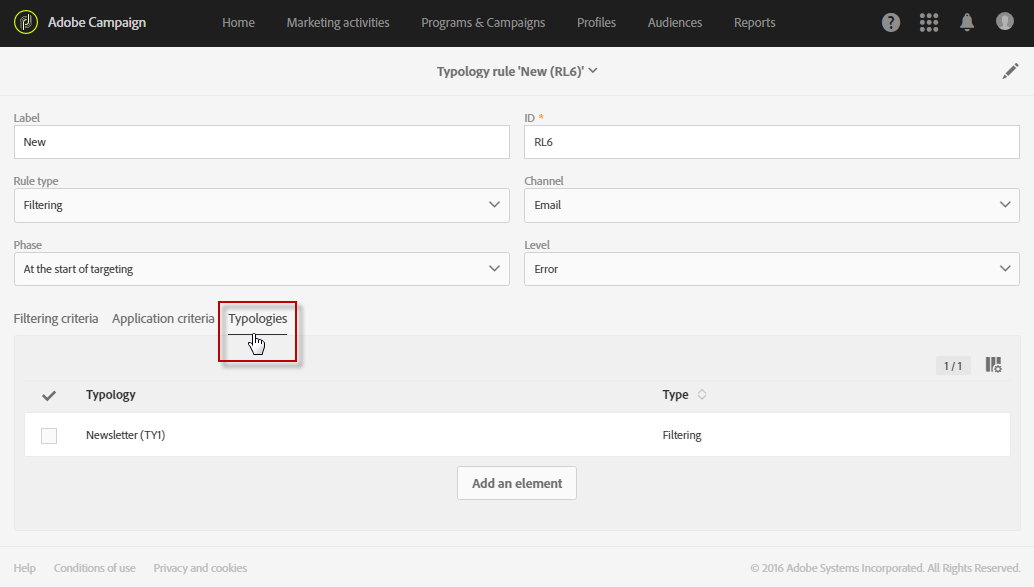 Adobe Campaign Home Marketing activities Programs & Campaigns Profiles Audiences Reports ?
Typology rule 'New (RL6)'
Label ID *
New RL6
Rule type Channel
Filtering Email
Phase Level
At the start of targeting Error
Filtering criteria Application criteria Typologies
1 / 1
Typology Type
Newsletter (TY1) Filtering
Add an element
Help Conditions of use Privacy and cookies © 2016 Adobe Systems Incorporated. All Rights Reserved.